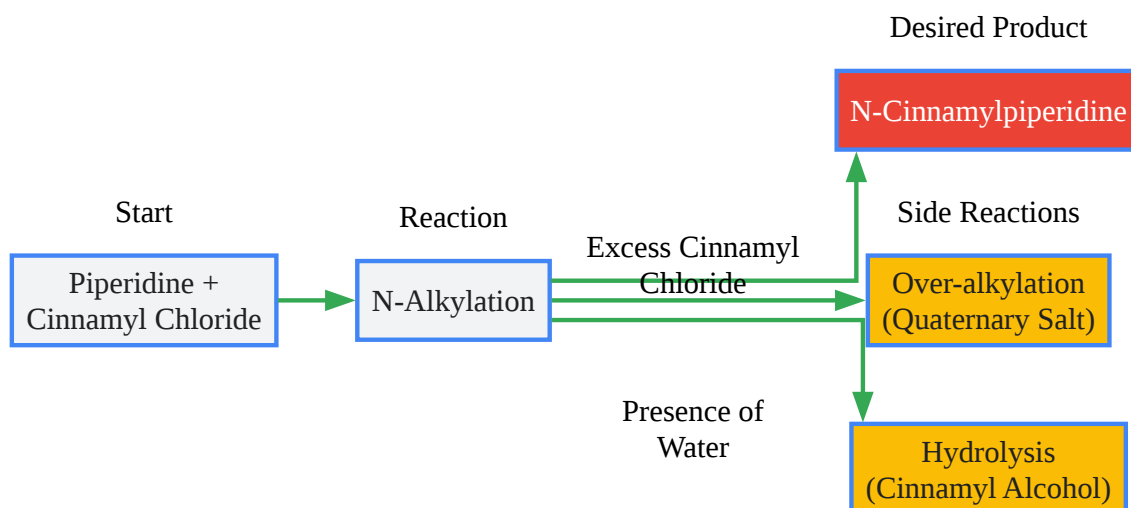 Desired Product
N-Cinnamylpiperidine
Start
Reaction
Side Reactions
Piperidine +
Cinnamyl Chloride
N-Alkylation
Excess Cinnamyl
Chloride
Over-alkylation
(Quaternary Salt)
Presence of
Water
Hydrolysis
(Cinnamyl Alcohol)